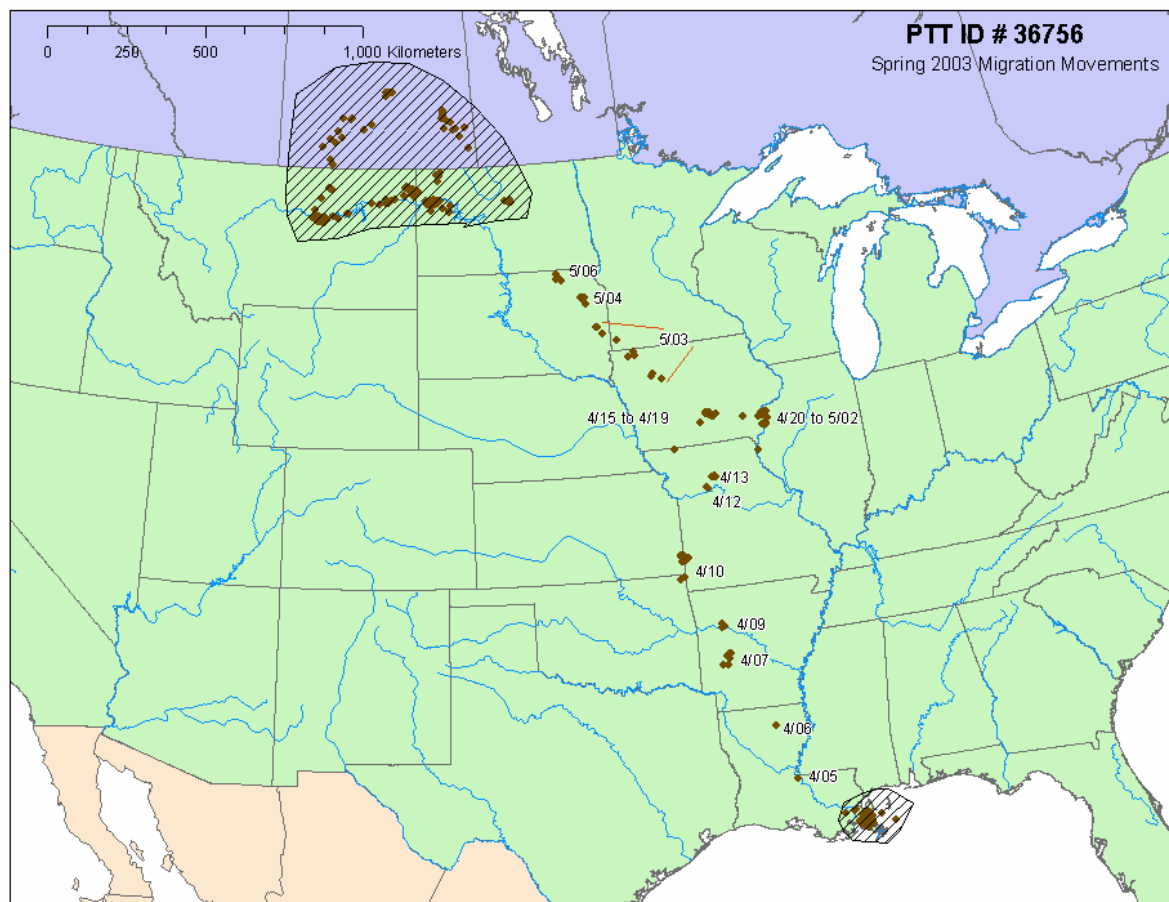 PTT ID # 36756
Spring 2003 Migration Movements
0 250 500 1,000 Kilometers
5/06
5/04
5/03
4/15 to 4/19
4/20 to 5/02
4/13
4/12
4/10
4/09
4/07
4/06
4/05